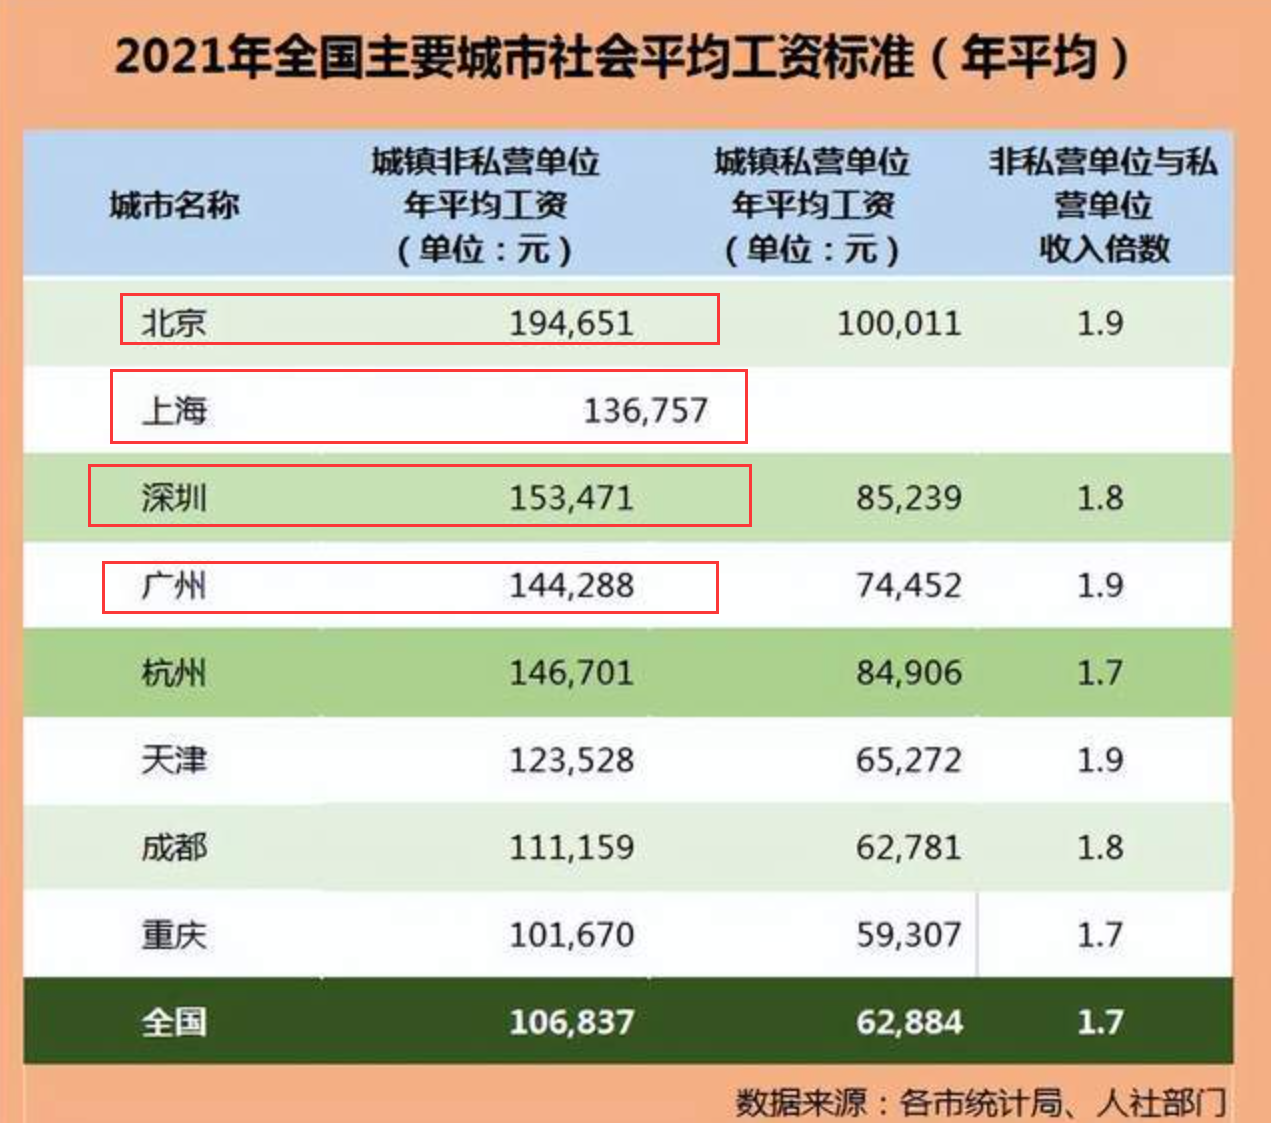 2021年全国主要城市社会平均工资标准（年平均）
城市名称 城镇非私营单位年平均工资（单位：元） 城镇私营单位年平均工资（单位：元） 非私营单位与私营单位收入倍数
北京 194,651 100,011 1.9
上海 136,757
深圳 153,471 85,239 1.8
广州 144,288 74,452 1.9
杭州 146,701 84,906 1.7
天津 123,528 65,272 1.9
成都 111,159 62,781 1.8
重庆 101,670 59,307 1.7
全国 106,837 62,884 1.7
数据来源：各市统计局、人社部门